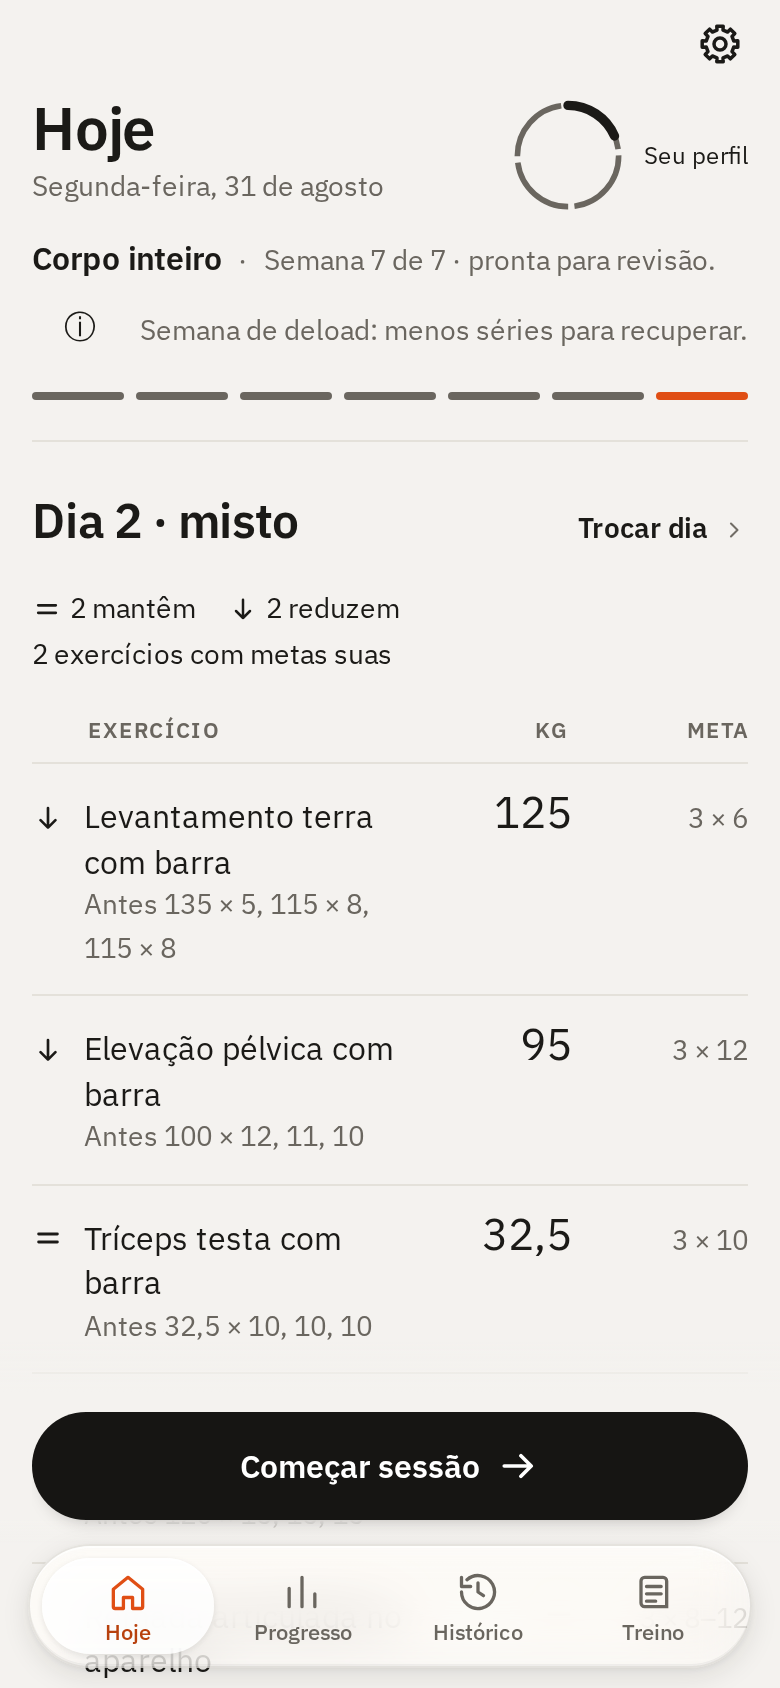 Hoje
Segunda-feira, 31 de agosto
Seu perfil
Corpo inteiro · Semana 7 de 7 · pronta para revisão.
Semana de deload: menos séries para recuperar.
Dia 2 · misto
Trocar dia
= 2 mantêm ↓ 2 reduzem
2 exercícios com metas suas
EXERCÍCIO KG META
↓ Levantamento terra 125 3 × 6
com barra
Antes 135 × 5, 115 × 8,
115 × 8
↓ Elevação pélvica com 95 3 × 12
barra
Antes 100 × 12, 11, 10
= Tríceps testa com 32,5 3 × 10
barra
Antes 32,5 × 10, 10, 10
Começar sessão →
Hoje Progresso Histórico Treino
aparelho